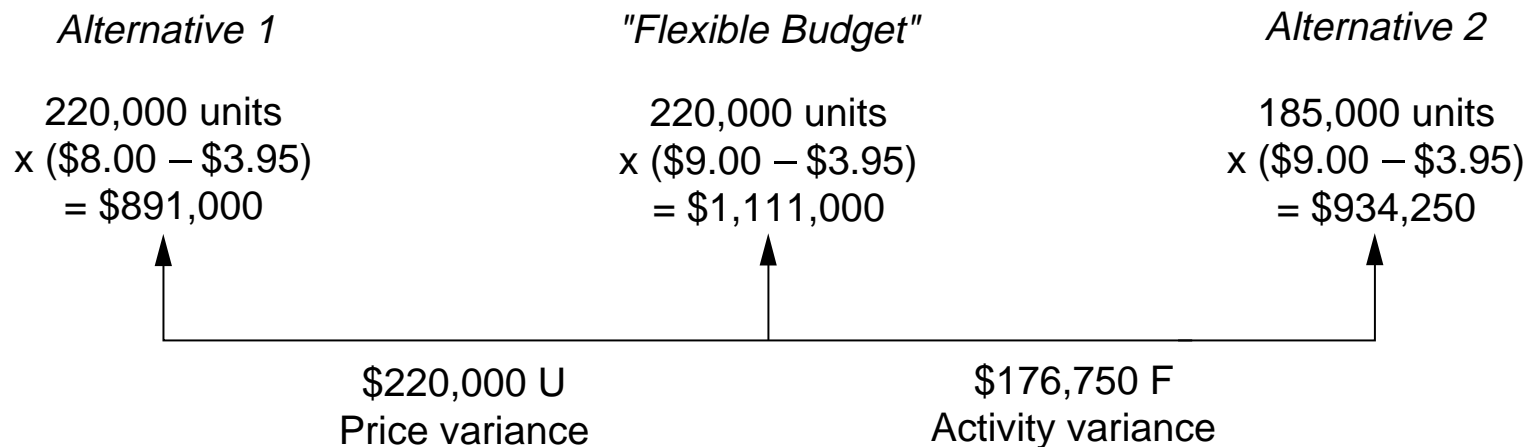 Alternative 1
220,000 units
x ($8.00 – $3.95)
= $891,000
"Flexible Budget"
220,000 units
x ($9.00 – $3.95)
= $1,111,000
Alternative 2
185,000 units
x ($9.00 – $3.95)
= $934,250
$220,000 U
Price variance
$176,750 F
Activity variance